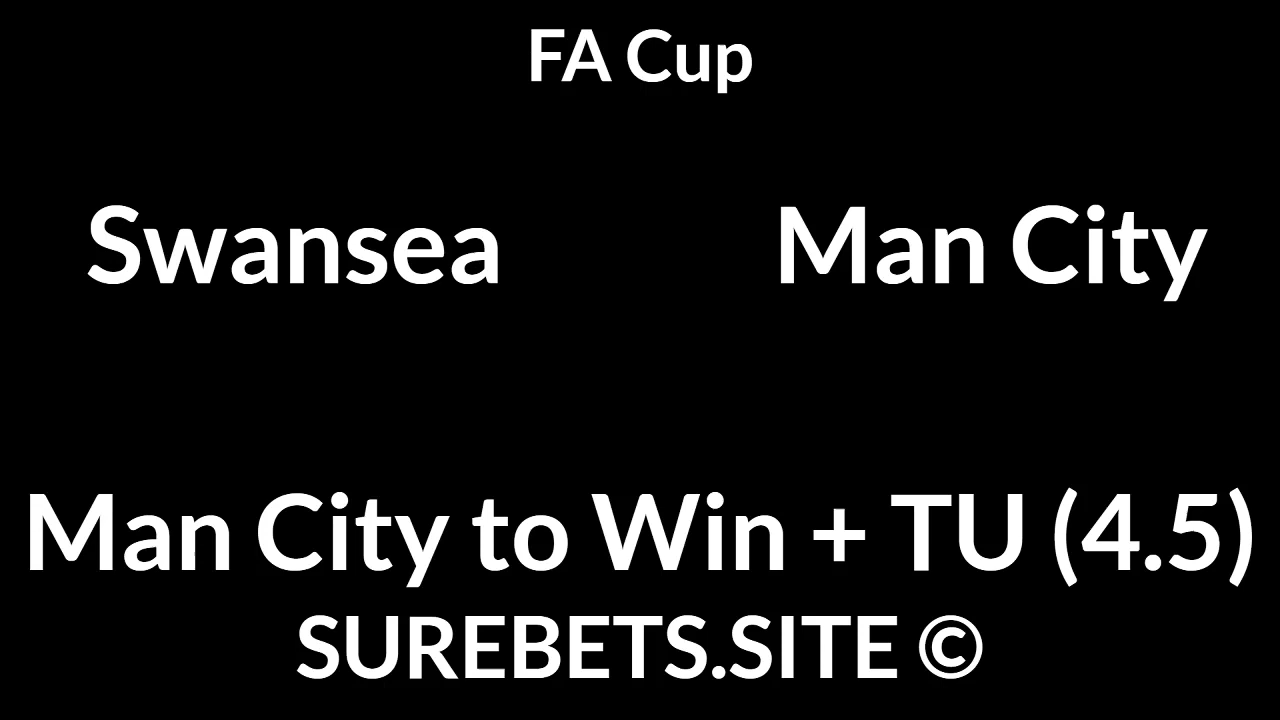 FA Cup
Swansea Man City
Man City to Win + TU (4.5)
SUREBETS.SITE ©